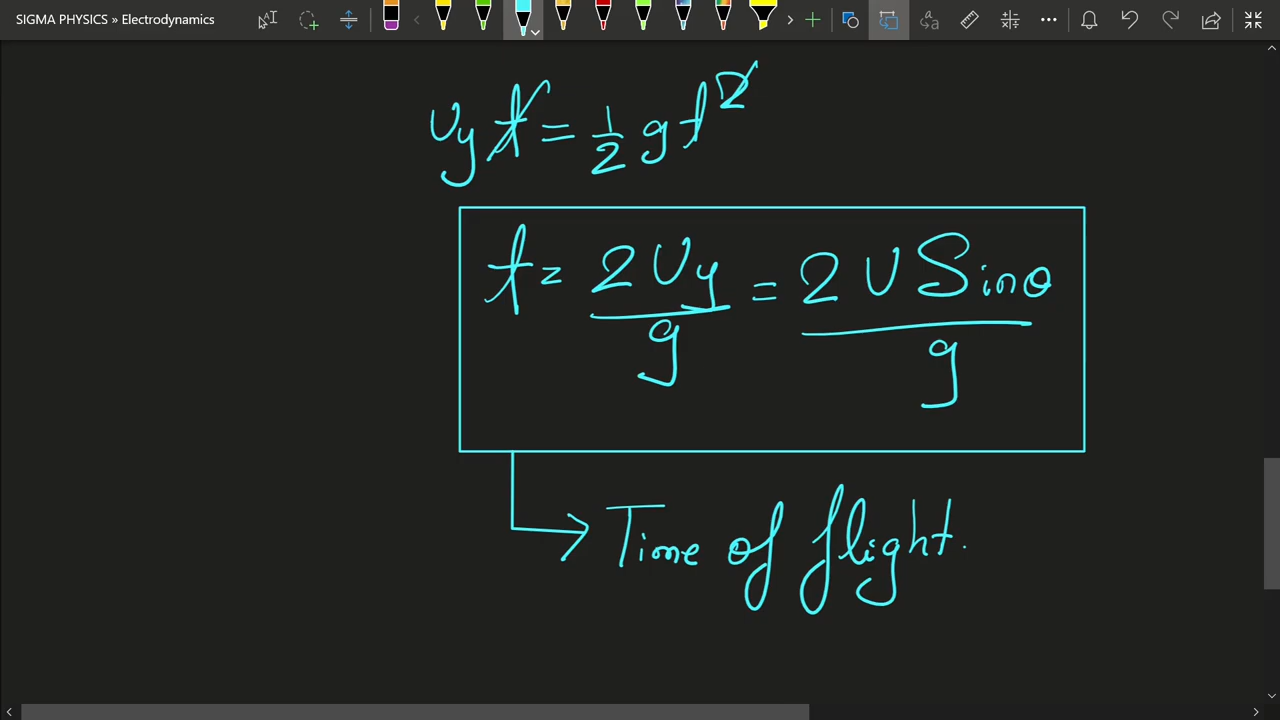 SIGMA PHYSICS » Electrodynamics
Uy t = 1/2 g t²
t = 2Uy/g = 2U Sinθ/g
Time of flight.